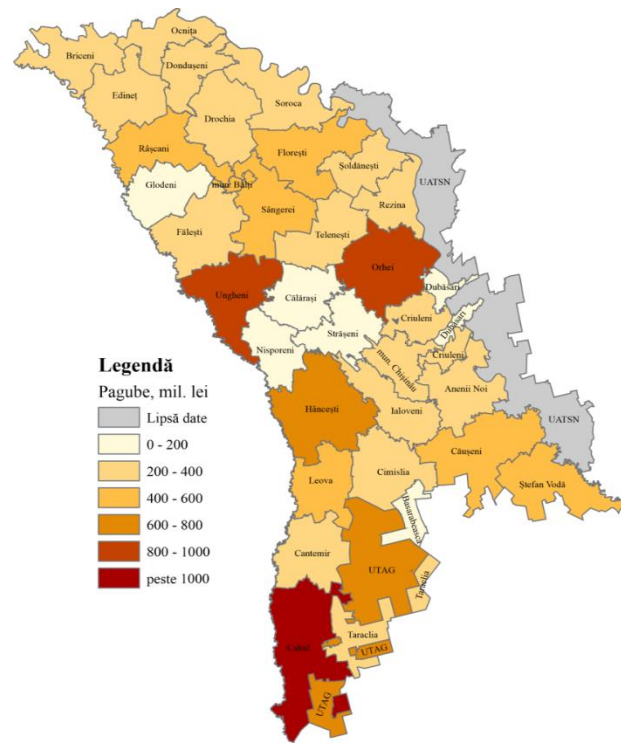 Ocnița
Briceni
Dondușeni
Edineț
Soroca
Drochia
Râșcani
Florești
Șoldănești
UATSN
Glodeni
mun. Bălți
Sângerei
Rezina
Fălești
Telenești
Orhei
Ungheni
Călărași
Dubăsari
Criuleni
Strășeni
Dubăsari
Nisporeni
mun. Chișinău
Criuleni
Anenii Noi
Hâncești
Ialoveni
UATSN
Căușeni
Ștefan Vodă
Leova
Cimișlia
Basarabeasca
Cantemir
UTAG
Taraclia
Cahul
Taraclia
UTAG
UTAG
Legendă
Pagube, mil. lei
Lipsă date
0 - 200
200 - 400
400 - 600
600 - 800
800 - 1000
peste 1000